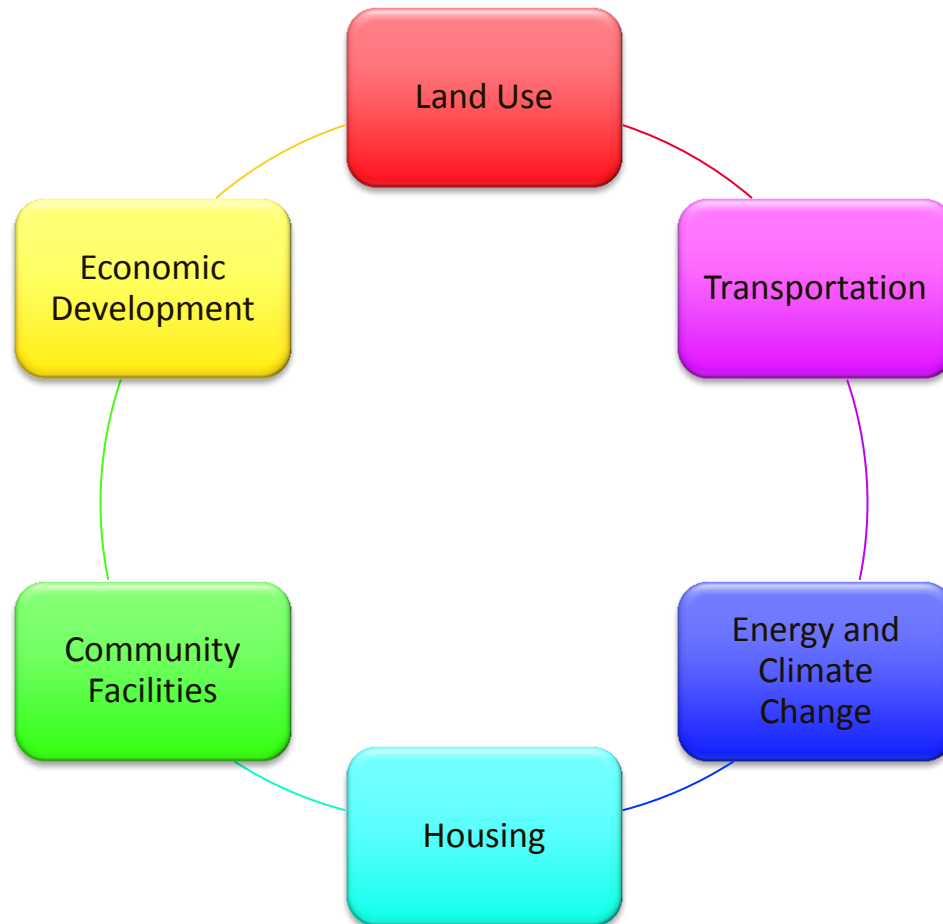 Land Use
Economic
Development
Transportation
Community
Facilities
Energy and
Climate
Change
Housing